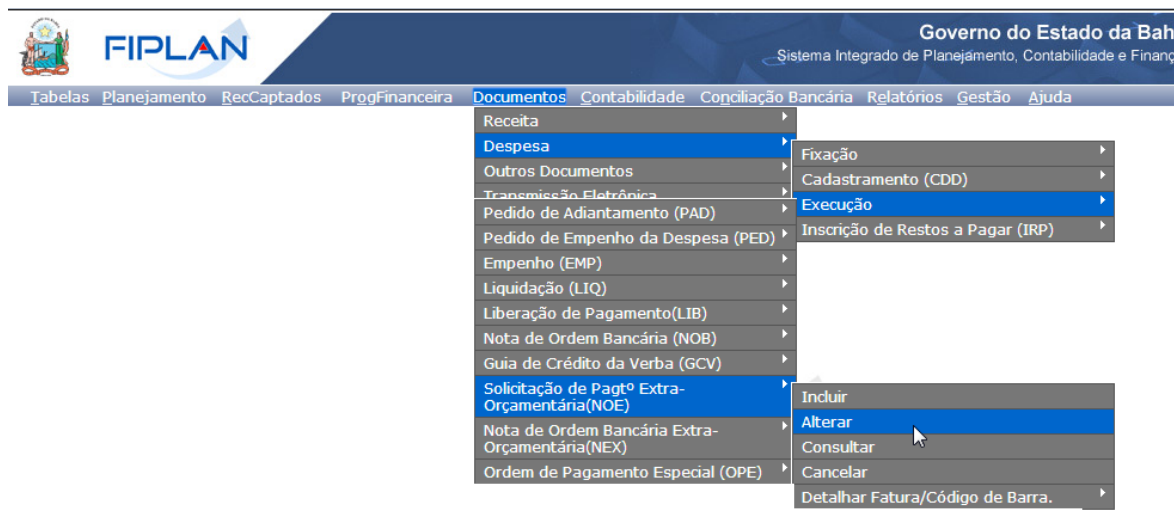 FIPLAN
Governo do Estado da Bah
Sistema Integrado de Planejamento, Contabilidade e Finanç
Tabelas Planejamento RecCaptados ProgFinanceira Documentos Contabilidade Conciliação Bancária Relatórios Gestão Ajuda
Receita
Despesa
Outros Documentos
Transmissão Eletrônica
Fixação
Cadastramento (CDD)
Execução
Inscrição de Restos a Pagar (IRP)
Pedido de Adiantamento (PAD)
Pedido de Empenho da Despesa (PED)
Empenho (EMP)
Liquidação (LIQ)
Liberação de Pagamento(LIB)
Nota de Ordem Bancária (NOB)
Guia de Crédito da Verba (GCV)
Solicitação de Pagtº Extra-
Orçamentária(NOE)
Nota de Ordem Bancária Extra-
Orçamentária(NEX)
Ordem de Pagamento Especial (OPE)
Incluir
Alterar
Consultar
Cancelar
Detalhar Fatura/Código de Barra.